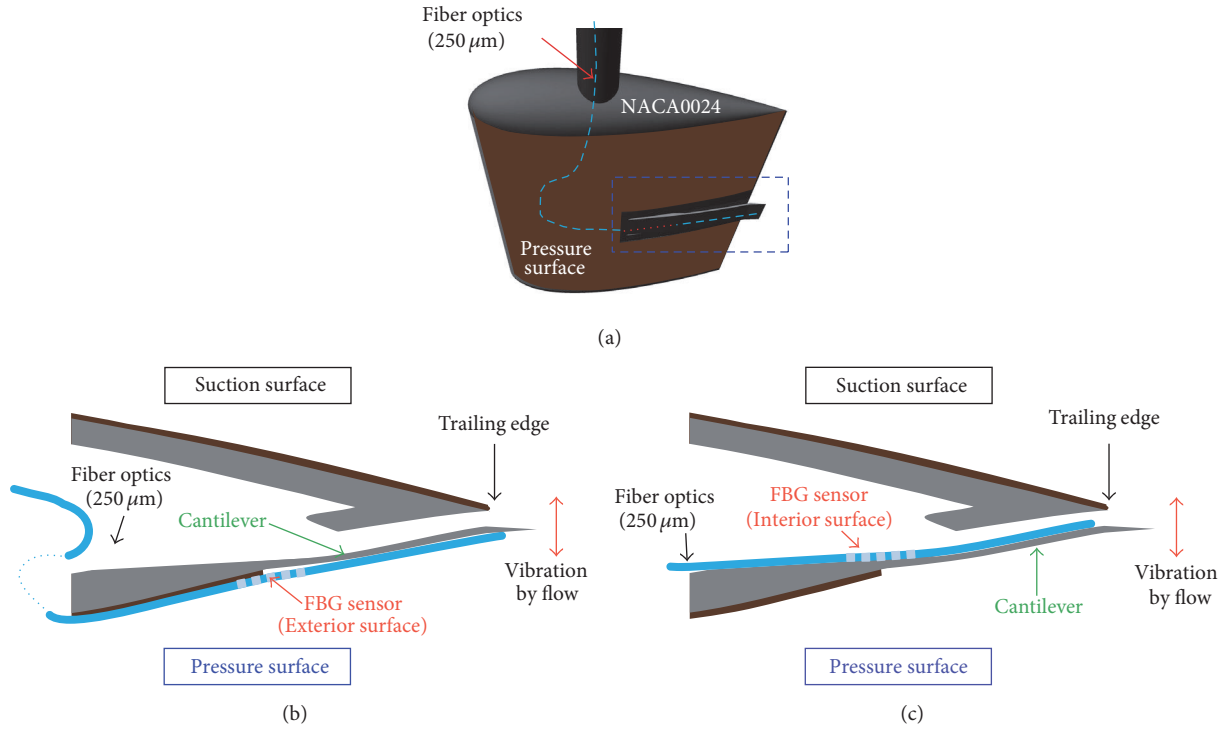 Fiber optics
(250 μm)
NACA0024
Pressure
surface
(a)
Suction surface
Trailing edge
Fiber optics
(250 μm)
Cantilever
FBG sensor
(Exterior surface)
Vibration
by flow
Pressure surface
(b)
Suction surface
Trailing edge
Fiber optics
(250 μm)
FBG sensor
(Interior surface)
Cantilever
Vibration
by flow
Pressure surface
(c)